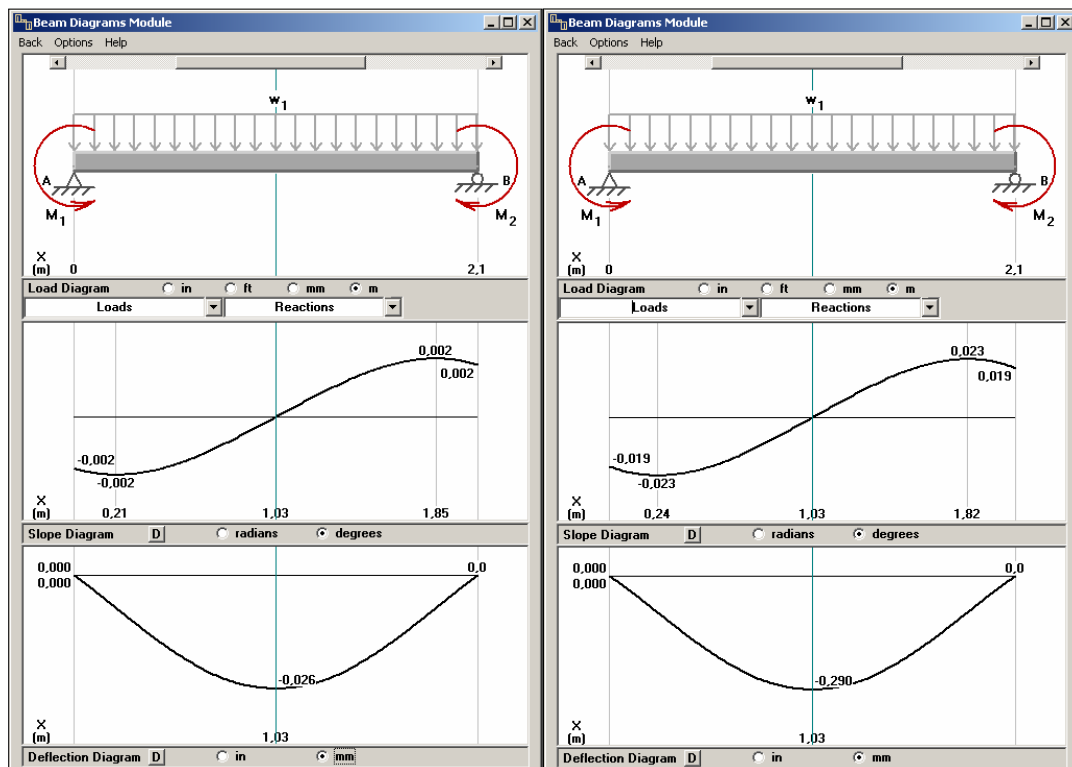 Beam Diagrams Module
Back Options Help
w1
A B
M1 M2
X
(m) 0 2,1
Load Diagram in ft mm m
Loads Reactions
0,002
0,002
-0,002
-0,002
X
(m) 0,21 1,03 1,85
Slope Diagram D radians degrees
0,000 0,0
0,000
-0,026
X
(m) 1,03
Deflection Diagram D in mm
Beam Diagrams Module
Back Options Help
w1
A B
M1 M2
X
(m) 0 2,1
Load Diagram in ft mm m
Loads Reactions
0,023
0,019
-0,019
-0,023
X
(m) 0,24 1,03 1,82
Slope Diagram D radians degrees
0,000 0,0
0,000
-0,290
X
(m) 1,03
Deflection Diagram D in mm